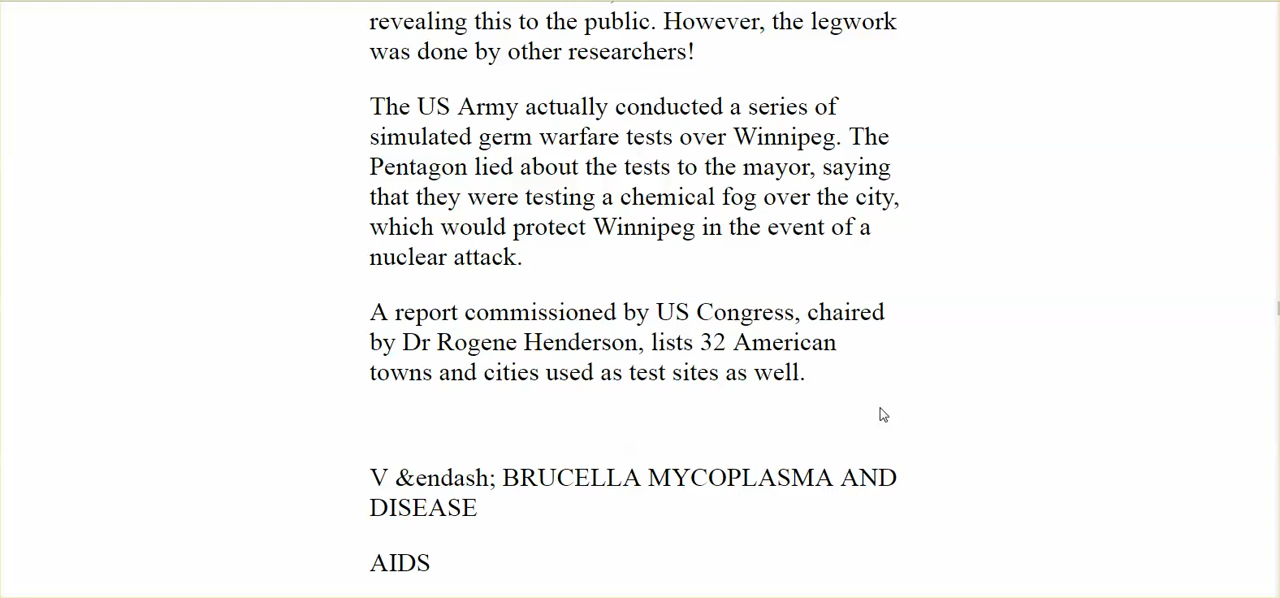 revealing this to the public. However, the legwork
was done by other researchers!
The US Army actually conducted a series of
simulated germ warfare tests over Winnipeg. The
Pentagon lied about the tests to the mayor, saying
that they were testing a chemical fog over the city,
which would protect Winnipeg in the event of a
nuclear attack.
A report commissioned by US Congress, chaired
by Dr Rogene Henderson, lists 32 American
towns and cities used as test sites as well.
V &endash; BRUCELLA MYCOPLASMA AND
DISEASE
AIDS